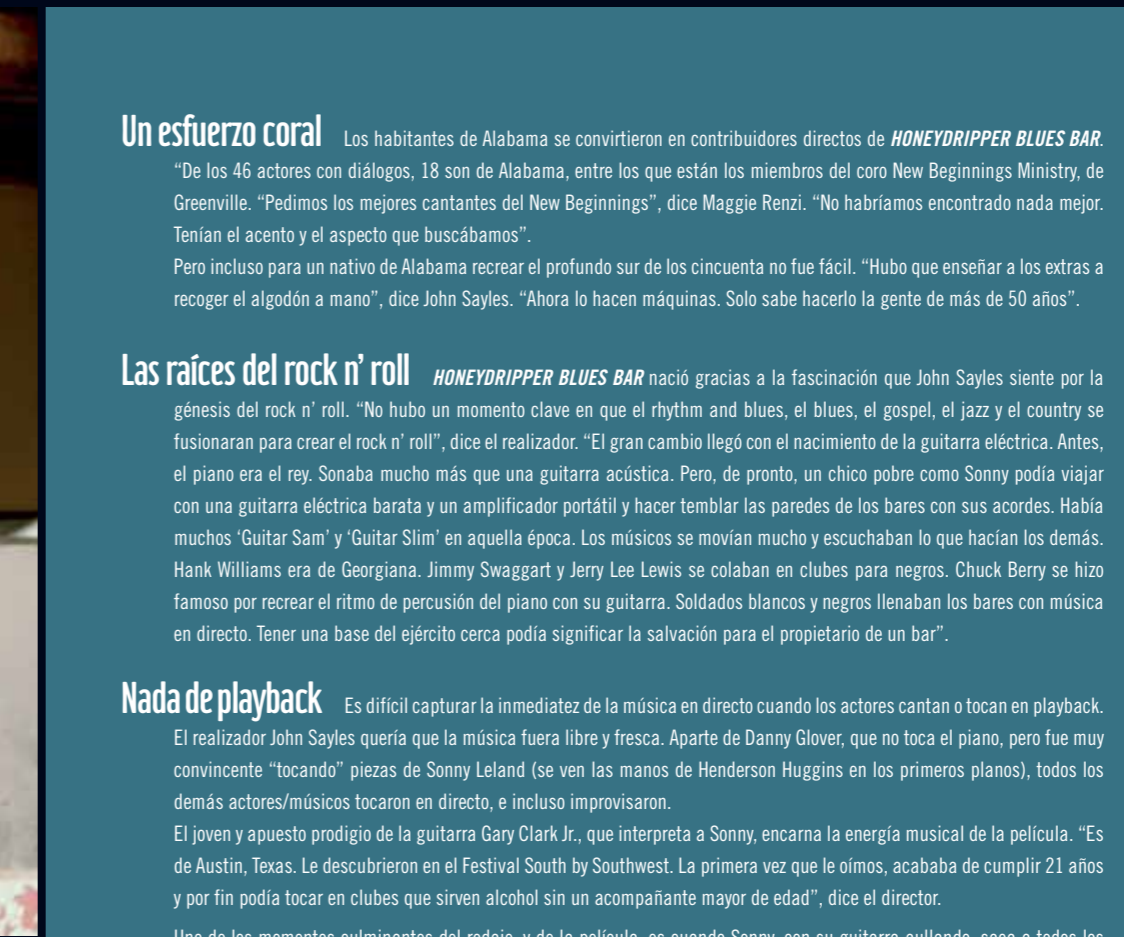 Un esfuerzo coral Los habitantes de Alabama se convirtieron en contribuidores directos de HONEYDRIPPER BLUES BAR.
“De los 46 actores con diálogos, 18 son de Alabama, entre los que están los miembros del coro New Beginnings Ministry, de
Greenville. “Pedimos los mejores cantantes del New Beginnings”, dice Maggie Renzi. “No habríamos encontrado nada mejor.
Tenían el acento y el aspecto que buscábamos”.
Pero incluso para un nativo de Alabama recrear el profundo sur de los cincuenta no fue fácil. “Hubo que enseñar a los extras a
recoger el algodón a mano”, dice John Sayles. “Ahora lo hacen máquinas. Solo sabe hacerlo la gente de más de 50 años”.
Las raíces del rock n’ roll HONEYDRIPPER BLUES BAR nació gracias a la fascinación que John Sayles siente por la
génesis del rock n’ roll. “No hubo un momento clave en que el rhythm and blues, el blues, el gospel, el jazz y el country se
fusionaran para crear el rock n’ roll”, dice el realizador. “El gran cambio llegó con el nacimiento de la guitarra eléctrica. Antes,
el piano era el rey. Sonaba mucho más que una guitarra acústica. Pero, de pronto, un chico pobre como Sonny podía viajar
con una guitarra eléctrica barata y un amplificador portátil y hacer temblar las paredes de los bares con sus acordes. Había
muchos ‘Guitar Sam’ y ‘Guitar Slim’ en aquella época. Los músicos se movían mucho y escuchaban lo que hacían los demás.
Hank Williams era de Georgiana. Jimmy Swaggart y Jerry Lee Lewis se colaban en clubes para negros. Chuck Berry se hizo
famoso por recrear el ritmo de percusión del piano con su guitarra. Soldados blancos y negros llenaban los bares con música
en directo. Tener una base del ejército cerca podía significar la salvación para el propietario de un bar”.
Nada de playback Es difícil capturar la inmediatez de la música en directo cuando los actores cantan o tocan en playback.
El realizador John Sayles quería que la música fuera libre y fresca. Aparte de Danny Glover, que no toca el piano, pero fue muy
convincente “tocando” piezas de Sonny Leland (se ven las manos de Henderson Huggins en los primeros planos), todos los
demás actores/músicos tocaron en directo, e incluso improvisaron.
El joven y apuesto prodigio de la guitarra Gary Clark Jr., que interpreta a Sonny, encarna la energía musical de la película. “Es
de Austin, Texas. Le descubrieron en el Festival South by Southwest. La primera vez que le oímos, acababa de cumplir 21 años
y por fin podía tocar en clubes que sirven alcohol sin un acompañante mayor de edad”, dice el director.
Uno de los momentos culminantes del rodaje, y de la película, es cuando Sonny, con su guitarra aullando, saca a todos los